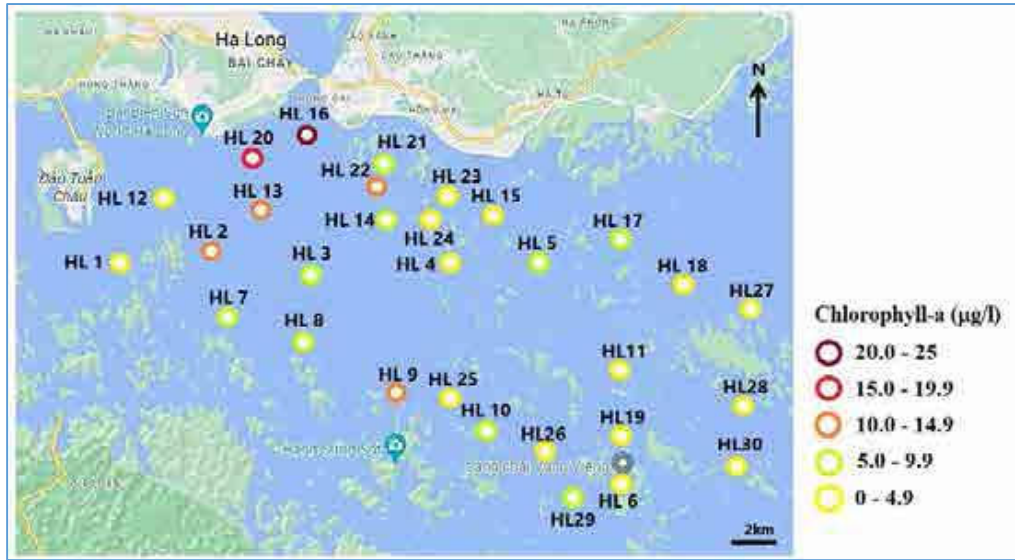 Ha Long
BAI CHAY
N
HL 16
HL 20
HL 21
HL 22
HL 23
HL 12
HL 13
HL 15
HL 14
HL 24
HL 17
HL 2
HL 1
HL 3
HL 4
HL 5
HL 18
HL27
HL 7
HL 8
HL11
HL 9
HL 25
HL28
HL 10
HL19
HL26
HL30
HL 6
HL29
2km
Chlorophyll-a (µg/l)
20.0 - 25
15.0 - 19.9
10.0 - 14.9
5.0 - 9.9
0 - 4.9